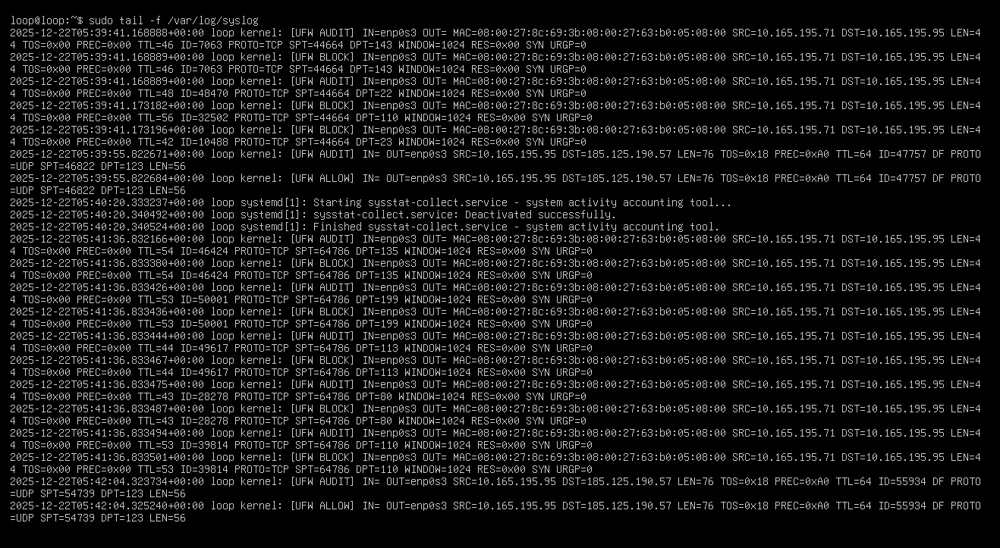 loop@loop:~$ sudo tail -f /var/log/syslog
2025-12-22T05:39:41.168888+00:00 loop kernel: [UFW AUDIT] IN=enp0s3 OUT= MAC=08:00:27:8c:69:3b:08:00:27:63:b0:05:08:00 SRC=10.165.195.71 DST=10.165.195.95 LEN=4
4 TOS=0x00 PREC=0x00 TTL=46 ID=7063 PROTO=TCP SPT=44664 DPT=143 WINDOW=1024 RES=0x00 SYN URGP=0
2025-12-22T05:39:41.168889+00:00 loop kernel: [UFW BLOCK] IN=enp0s3 OUT= MAC=08:00:27:8c:69:3b:08:00:27:63:b0:05:08:00 SRC=10.165.195.71 DST=10.165.195.95 LEN=4
4 TOS=0x00 PREC=0x00 TTL=46 ID=7063 PROTO=TCP SPT=44664 DPT=143 WINDOW=1024 RES=0x00 SYN URGP=0
2025-12-22T05:39:41.168889+00:00 loop kernel: [UFW AUDIT] IN=enp0s3 OUT= MAC=08:00:27:8c:69:3b:08:00:27:63:b0:05:08:00 SRC=10.165.195.71 DST=10.165.195.95 LEN=4
4 TOS=0x00 PREC=0x00 TTL=48 ID=48470 PROTO=TCP SPT=44664 DPT=22 WINDOW=1024 RES=0x00 SYN URGP=0
2025-12-22T05:39:41.173182+00:00 loop kernel: [UFW BLOCK] IN=enp0s3 OUT= MAC=08:00:27:8c:69:3b:08:00:27:63:b0:05:08:00 SRC=10.165.195.71 DST=10.165.195.95 LEN=4
4 TOS=0x00 PREC=0x00 TTL=56 ID=32502 PROTO=TCP SPT=44664 DPT=110 WINDOW=1024 RES=0x00 SYN URGP=0
2025-12-22T05:39:41.173196+00:00 loop kernel: [UFW BLOCK] IN=enp0s3 OUT= MAC=08:00:27:8c:69:3b:08:00:27:63:b0:05:08:00 SRC=10.165.195.71 DST=10.165.195.95 LEN=4
4 TOS=0x00 PREC=0x00 TTL=42 ID=10488 PROTO=TCP SPT=44664 DPT=23 WINDOW=1024 RES=0x00 SYN URGP=0
2025-12-22T05:39:55.822671+00:00 loop kernel: [UFW AUDIT] IN= OUT=enp0s3 SRC=10.165.195.95 DST=185.125.190.57 LEN=76 TOS=0x18 PREC=0xA0 TTL=64 ID=47757 DF PROTO
=UDP SPT=46822 DPT=123 LEN=56
2025-12-22T05:39:55.822684+00:00 loop kernel: [UFW ALLOW] IN= OUT=enp0s3 SRC=10.165.195.95 DST=185.125.190.57 LEN=76 TOS=0x18 PREC=0xA0 TTL=64 ID=47757 DF PROTO
=UDP SPT=46822 DPT=123 LEN=56
2025-12-22T05:40:20.333237+00:00 loop systemd[1]: Starting sysstat-collect.service - system activity accounting tool...
2025-12-22T05:40:20.340492+00:00 loop systemd[1]: sysstat-collect.service: Deactivated successfully.
2025-12-22T05:40:20.340524+00:00 loop systemd[1]: Finished sysstat-collect.service - system activity accounting tool.
2025-12-22T05:41:36.832166+00:00 loop kernel: [UFW AUDIT] IN=enp0s3 OUT= MAC=08:00:27:8c:69:3b:08:00:27:63:b0:05:08:00 SRC=10.165.195.71 DST=10.165.195.95 LEN=4
4 TOS=0x00 PREC=0x00 TTL=54 ID=46424 PROTO=TCP SPT=64786 DPT=135 WINDOW=1024 RES=0x00 SYN URGP=0
2025-12-22T05:41:36.833380+00:00 loop kernel: [UFW BLOCK] IN=enp0s3 OUT= MAC=08:00:27:8c:69:3b:08:00:27:63:b0:05:08:00 SRC=10.165.195.71 DST=10.165.195.95 LEN=4
4 TOS=0x00 PREC=0x00 TTL=54 ID=46424 PROTO=TCP SPT=64786 DPT=135 WINDOW=1024 RES=0x00 SYN URGP=0
2025-12-22T05:41:36.833426+00:00 loop kernel: [UFW AUDIT] IN=enp0s3 OUT= MAC=08:00:27:8c:69:3b:08:00:27:63:b0:05:08:00 SRC=10.165.195.71 DST=10.165.195.95 LEN=4
4 TOS=0x00 PREC=0x00 TTL=53 ID=50001 PROTO=TCP SPT=64786 DPT=199 WINDOW=1024 RES=0x00 SYN URGP=0
2025-12-22T05:41:36.833436+00:00 loop kernel: [UFW BLOCK] IN=enp0s3 OUT= MAC=08:00:27:8c:69:3b:08:00:27:63:b0:05:08:00 SRC=10.165.195.71 DST=10.165.195.95 LEN=4
4 TOS=0x00 PREC=0x00 TTL=53 ID=50001 PROTO=TCP SPT=64786 DPT=199 WINDOW=1024 RES=0x00 SYN URGP=0
2025-12-22T05:41:36.833444+00:00 loop kernel: [UFW AUDIT] IN=enp0s3 OUT= MAC=08:00:27:8c:69:3b:08:00:27:63:b0:05:08:00 SRC=10.165.195.71 DST=10.165.195.95 LEN=4
4 TOS=0x00 PREC=0x00 TTL=44 ID=49617 PROTO=TCP SPT=64786 DPT=113 WINDOW=1024 RES=0x00 SYN URGP=0
2025-12-22T05:41:36.833467+00:00 loop kernel: [UFW BLOCK] IN=enp0s3 OUT= MAC=08:00:27:8c:69:3b:08:00:27:63:b0:05:08:00 SRC=10.165.195.71 DST=10.165.195.95 LEN=4
4 TOS=0x00 PREC=0x00 TTL=44 ID=49617 PROTO=TCP SPT=64786 DPT=113 WINDOW=1024 RES=0x00 SYN URGP=0
2025-12-22T05:41:36.833475+00:00 loop kernel: [UFW AUDIT] IN=enp0s3 OUT= MAC=08:00:27:8c:69:3b:08:00:27:63:b0:05:08:00 SRC=10.165.195.71 DST=10.165.195.95 LEN=4
4 TOS=0x00 PREC=0x00 TTL=43 ID=28278 PROTO=TCP SPT=64786 DPT=80 WINDOW=1024 RES=0x00 SYN URGP=0
2025-12-22T05:41:36.833487+00:00 loop kernel: [UFW BLOCK] IN=enp0s3 OUT= MAC=08:00:27:8c:69:3b:08:00:27:63:b0:05:08:00 SRC=10.165.195.71 DST=10.165.195.95 LEN=4
4 TOS=0x00 PREC=0x00 TTL=43 ID=28278 PROTO=TCP SPT=64786 DPT=80 WINDOW=1024 RES=0x00 SYN URGP=0
2025-12-22T05:41:36.833494+00:00 loop kernel: [UFW AUDIT] IN=enp0s3 OUT= MAC=08:00:27:8c:69:3b:08:00:27:63:b0:05:08:00 SRC=10.165.195.71 DST=10.165.195.95 LEN=4
4 TOS=0x00 PREC=0x00 TTL=53 ID=39814 PROTO=TCP SPT=64786 DPT=110 WINDOW=1024 RES=0x00 SYN URGP=0
2025-12-22T05:41:36.833501+00:00 loop kernel: [UFW BLOCK] IN=enp0s3 OUT= MAC=08:00:27:8c:69:3b:08:00:27:63:b0:05:08:00 SRC=10.165.195.71 DST=10.165.195.95 LEN=4
4 TOS=0x00 PREC=0x00 TTL=53 ID=39814 PROTO=TCP SPT=64786 DPT=110 WINDOW=1024 RES=0x00 SYN URGP=0
2025-12-22T05:42:04.323734+00:00 loop kernel: [UFW AUDIT] IN= OUT=enp0s3 SRC=10.165.195.95 DST=185.125.190.57 LEN=76 TOS=0x18 PREC=0xA0 TTL=64 ID=55934 DF PROTO
=UDP SPT=54739 DPT=123 LEN=56
2025-12-22T05:42:04.325240+00:00 loop kernel: [UFW ALLOW] IN= OUT=enp0s3 SRC=10.165.195.95 DST=185.125.190.57 LEN=76 TOS=0x18 PREC=0xA0 TTL=64 ID=55934 DF PROTO
=UDP SPT=54739 DPT=123 LEN=56